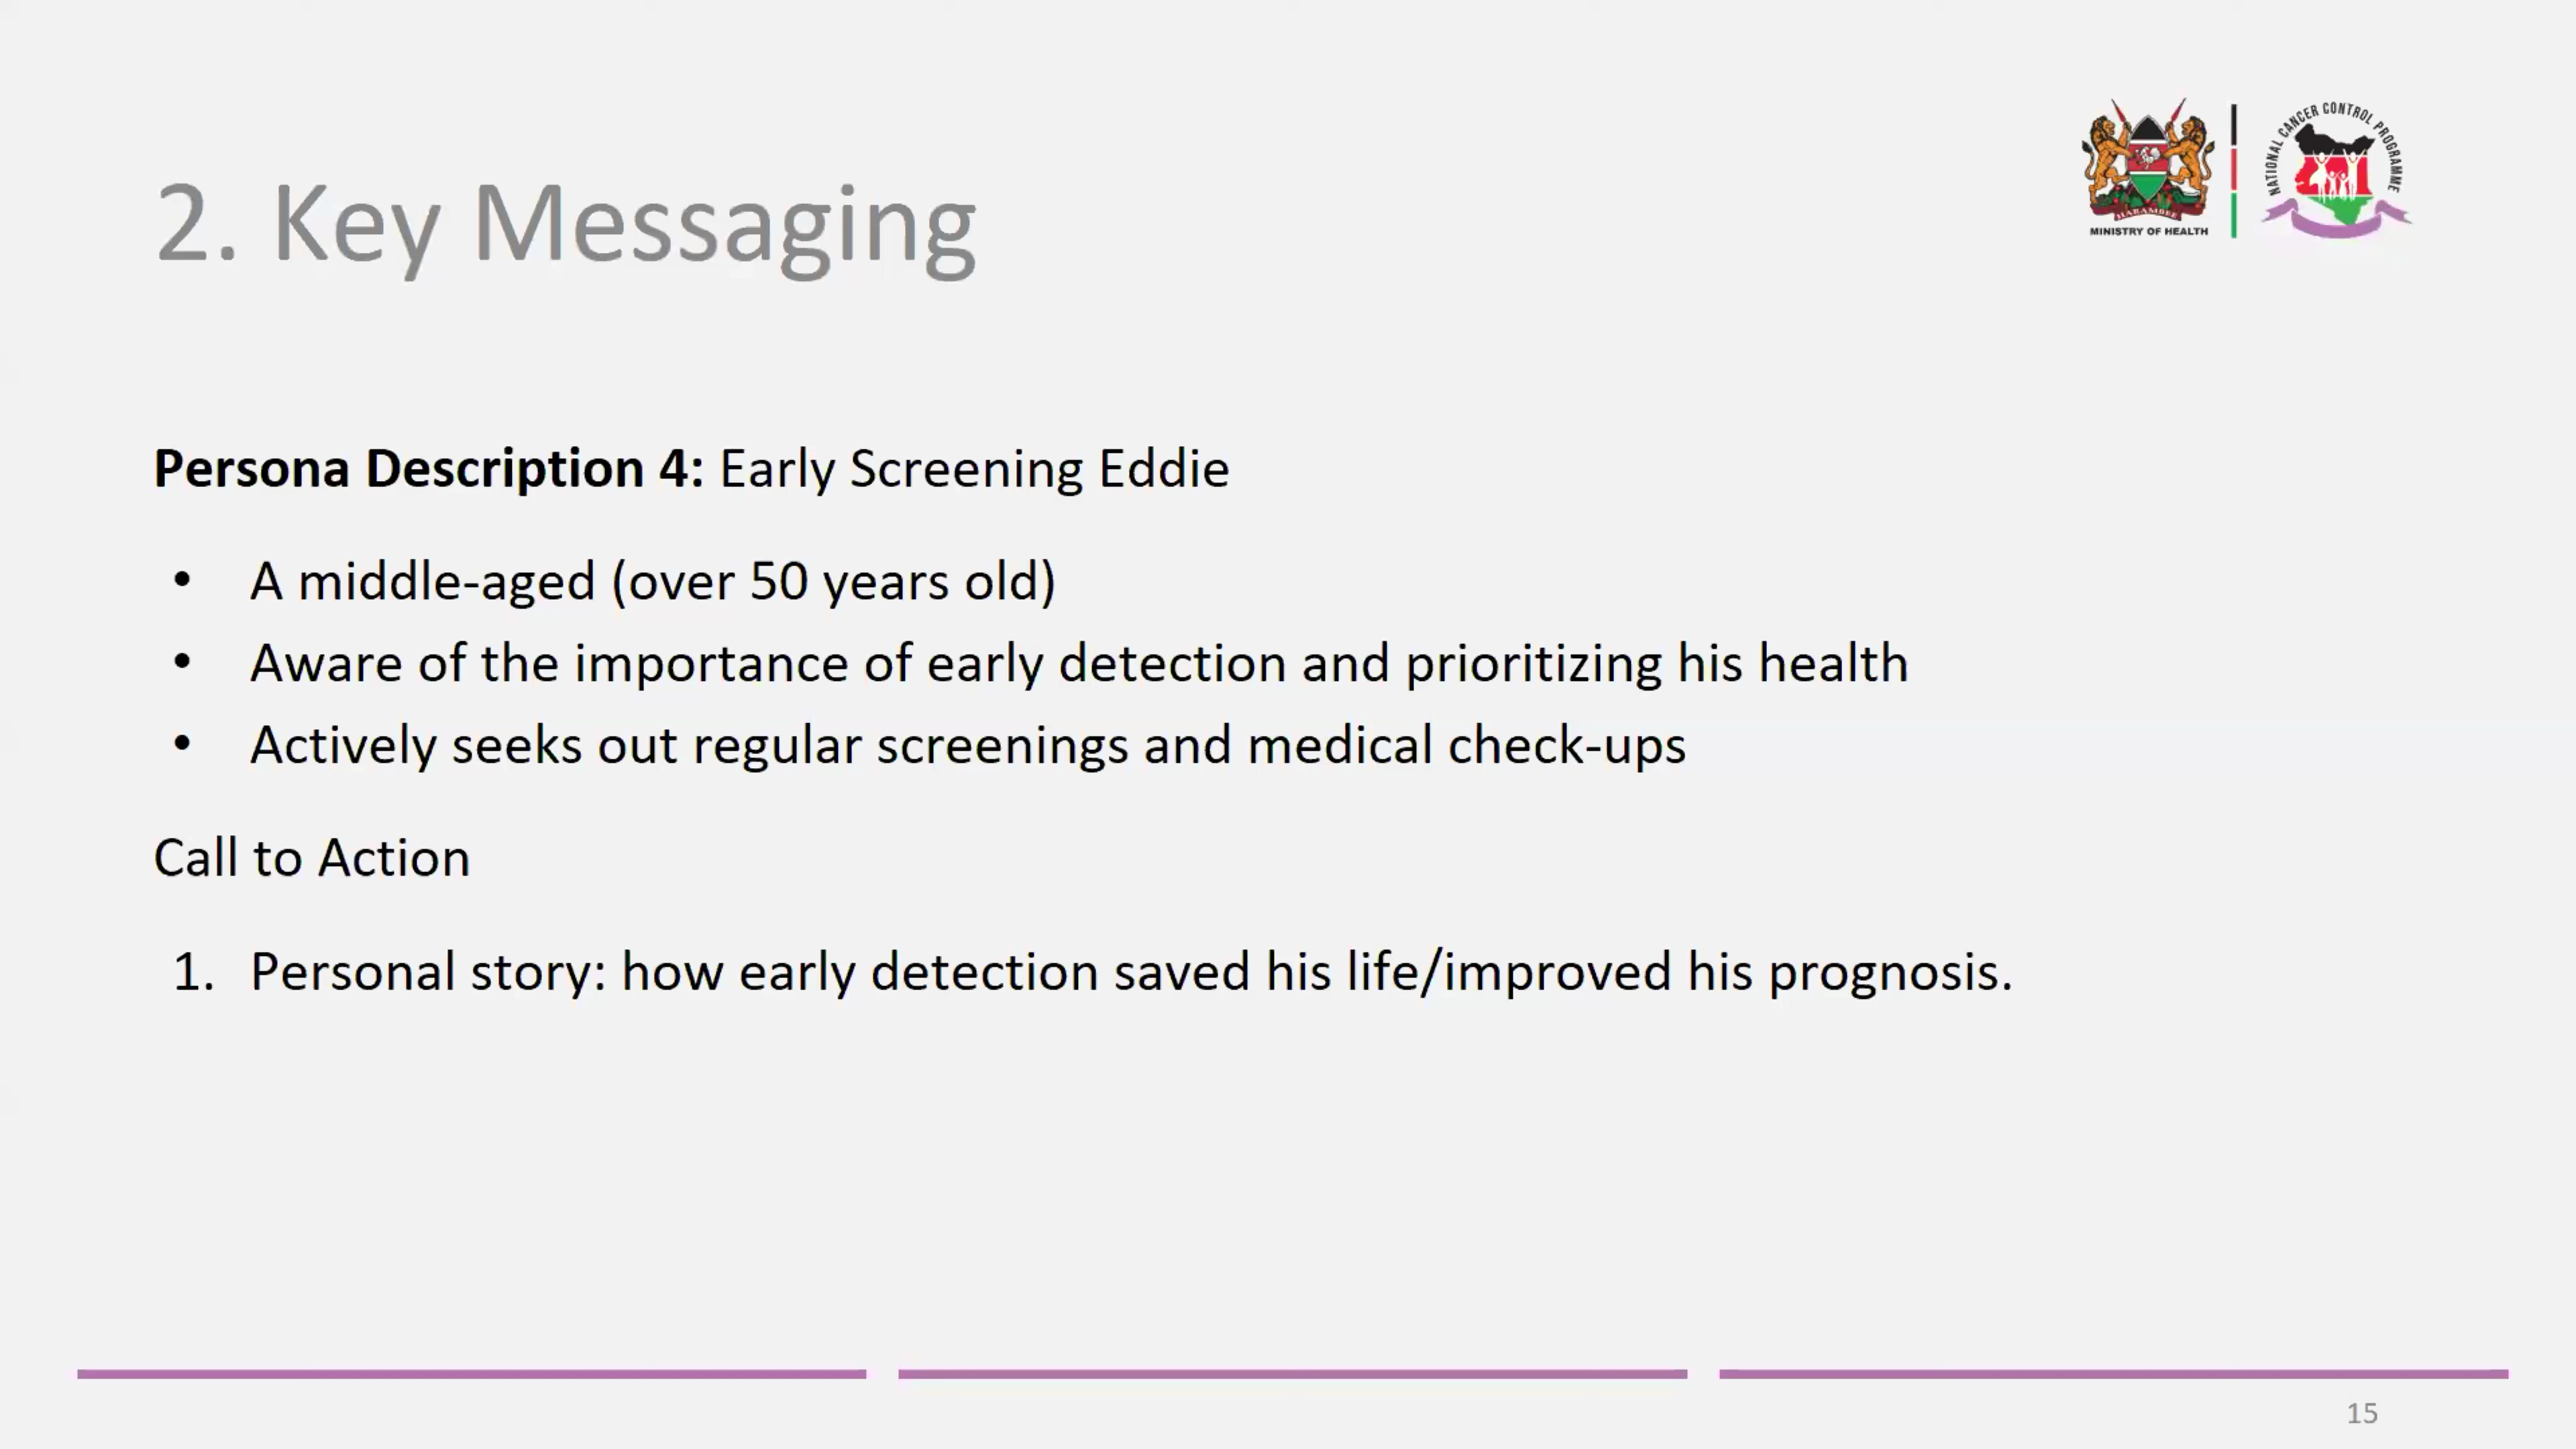 2. Key Messaging
HARAMBEE
MINISTRY OF HEALTH
NATIONAL CANCER CONTROL PROGRAMME
Persona Description 4: Early Screening Eddie
• A middle-aged (over 50 years old)
• Aware of the importance of early detection and prioritizing his health
• Actively seeks out regular screenings and medical check-ups
Call to Action
1. Personal story: how early detection saved his life/improved his prognosis.
15